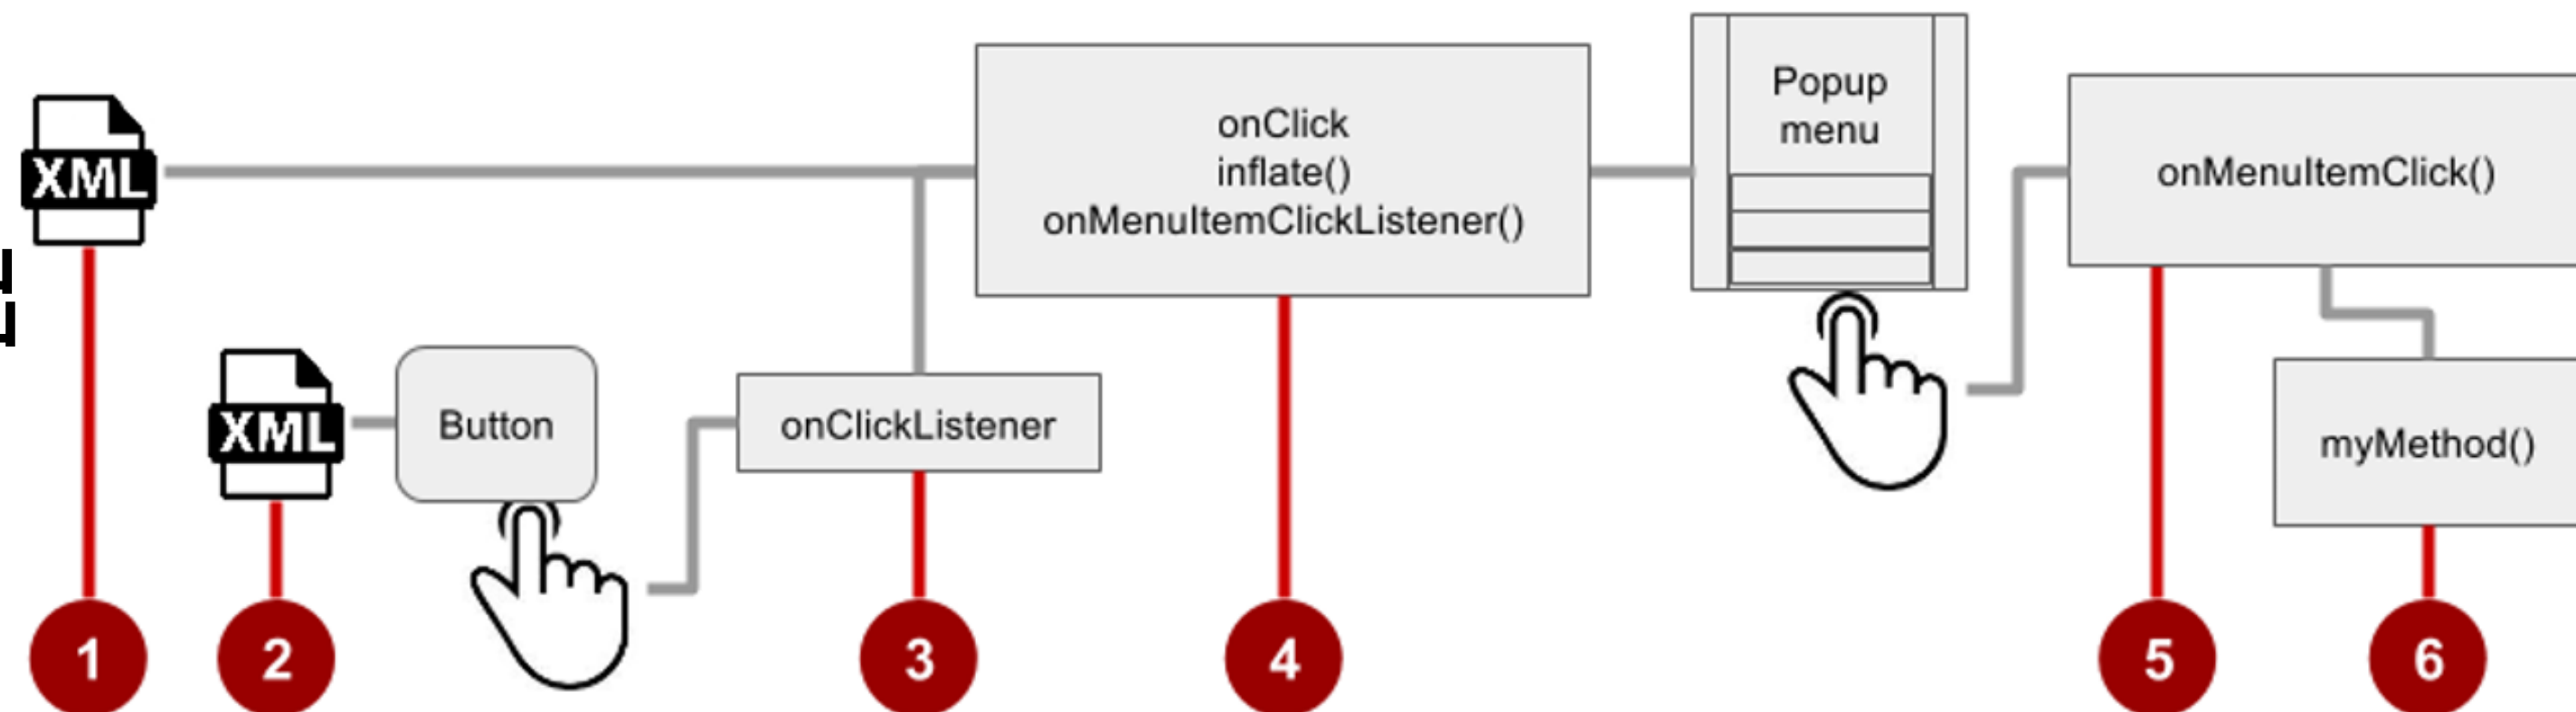 XML
onClick
inflate()
onMenuItemClickListener()
Popup
menu
onMenuItemClick()
XML
Button
onClickListener
myMethod()
1
2
3
4
5
6